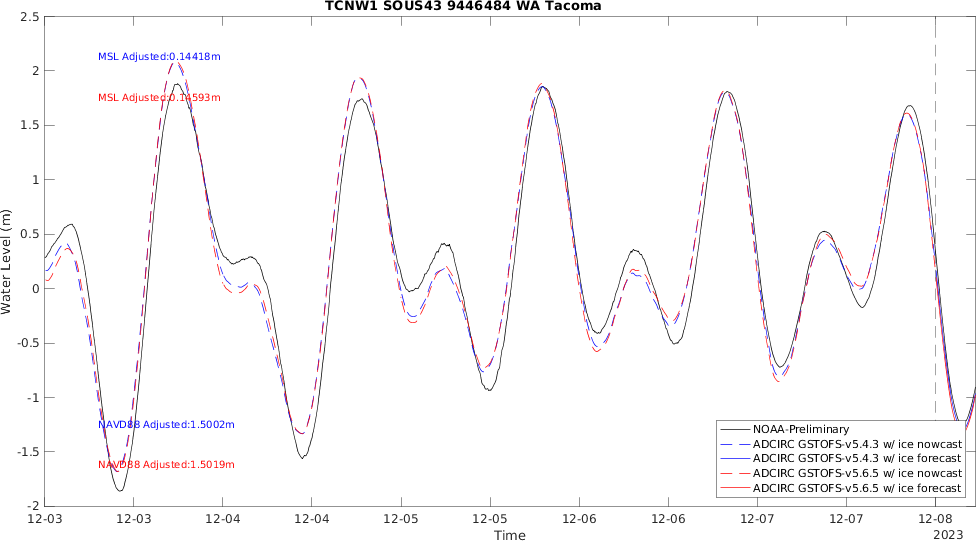 TCNW1 SOUS43 9446484 WA Tacoma
2.5
2
1.5
1
0.5
0
-0.5
-1
-1.5
-2
Water Level (m)
MSL Adjusted:0.14418m
MSL Adjusted:0.14593m
NAVD88 Adjusted:1.5002m
NAVD88 Adjusted:1.5019m
NOAA-Preliminary
ADCIRC GSTOFS-v5.4.3 w/ ice nowcast
ADCIRC GSTOFS-v5.4.3 w/ ice forecast
ADCIRC GSTOFS-v5.6.5 w/ ice nowcast
ADCIRC GSTOFS-v5.6.5 w/ ice forecast
12-03 12-03 12-04 12-04 12-05 12-05 12-06 12-06 12-07 12-07 12-08
Time 2023